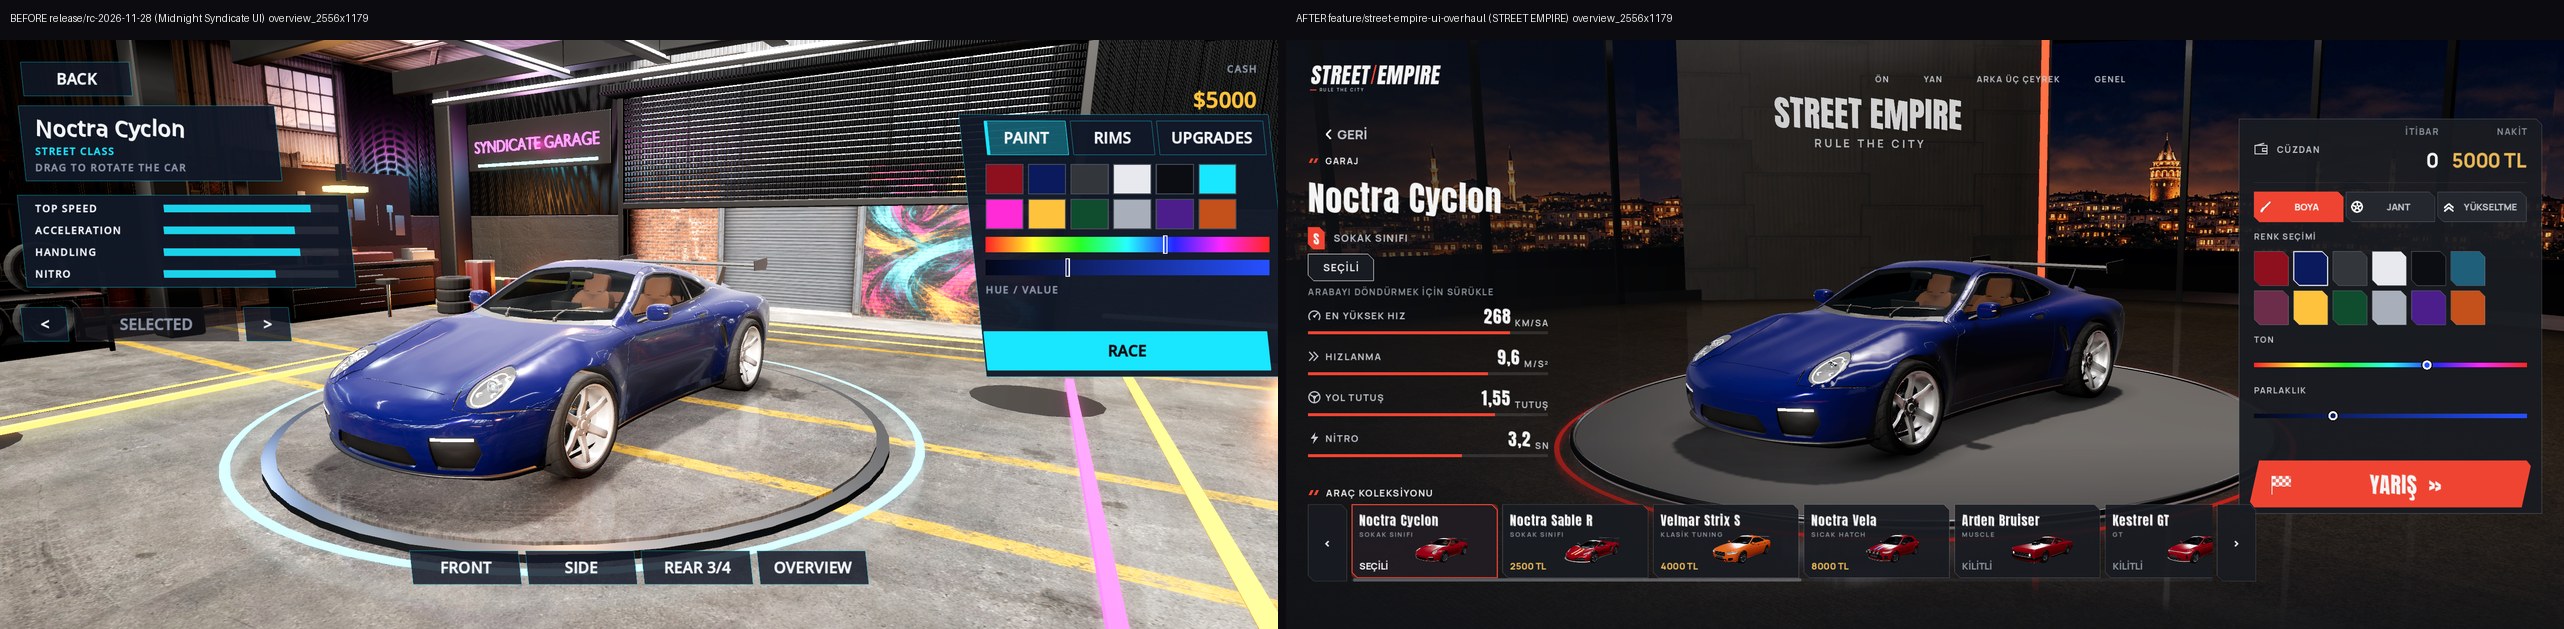 BEFORE release/rc-2026-11-28 (Midnight Syndicate UI) overview_2556x1179
BACK
Noctra Cyclon
STREET CLASS
DRAG TO ROTATE THE CAR
TOP SPEED
ACCELERATION
HANDLING
NITRO
< SELECTED >
SYNDICATE GARAGE
CASH
$5000
PAINT RIMS UPGRADES
HUE / VALUE
RACE
FRONT SIDE REAR 3/4 OVERVIEW
AFTER feature/street-empire-ui-overhaul (STREET EMPIRE) overview_2556x1179
STREET/EMPIRE
RULE THE CITY
ÖN YAN ARKA ÜÇ ÇEYREK GENEL
STREET EMPIRE
RULE THE CITY
GERİ
GARAJ
Noctra Cyclon
S SOKAK SINIFI
SEÇİLİ
ARABAYI DÖNDÜRMEK İÇİN SÜRÜKLE
EN YÜKSEK HIZ 268 KM/SA
HIZLANMA 9,6 M/S²
YOL TUTUŞ 1,55 TUTUŞ
NİTRO 3,2 SN
İTİBAR NAKİT
CÜZDAN 0 5000 TL
BOYA JANT YÜKSELTME
RENK SEÇİMİ
TON
PARLAKLIK
YARIŞ »
ARAÇ KOLEKSİYONU
Noctra Cyclon
SOKAK SINIFI
SEÇİLİ
Noctra Sable R
SOKAK SINIFI
2500 TL
Velmar Strix S
KLASİK TUNING
4000 TL
Noctra Vela
SICAK HATCH
8000 TL
Arden Bruiser
MUSCLE
KİLİTLİ
Kestrel GT
GT
KİLİTLİ